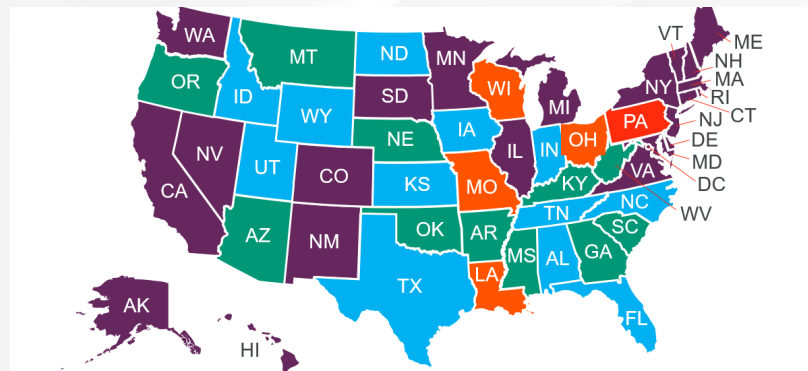 WA
VT
ME
MT
ND
MN
NH
OR
ID
WI
NY
MA
SD
MI
RI
WY
CT
PA
NJ
IA
NE
OH
DE
NV
IL
IN
MD
UT
CO
VA
DC
CA
KS
MO
KY
NC
WV
TN
OK
SC
AZ
NM
AR
MS
AL
GA
LA
TX
AK
FL
HI